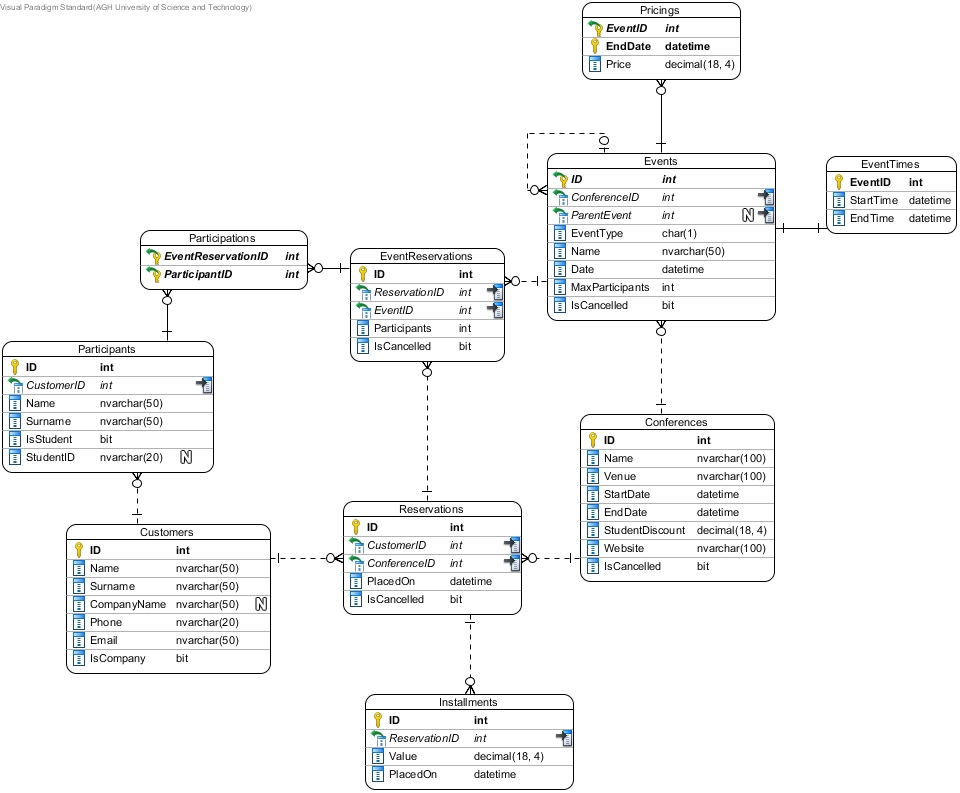 Visual Paradigm Standard(AGH University of Science and Technology)
Pricings
EventID int
EndDate datetime
Price decimal(18, 4)
Events
ID int
ConferenceID int
ParentEvent int N
EventType char(1)
Name nvarchar(50)
Date datetime
MaxParticipants int
IsCancelled bit
EventTimes
EventID int
StartTime datetime
EndTime datetime
Participations
EventReservationID int
ParticipantID int
EventReservations
ID int
ReservationID int
EventID int
Participants int
IsCancelled bit
Participants
ID int
CustomerID int
Name nvarchar(50)
Surname nvarchar(50)
IsStudent bit
StudentID nvarchar(20) N
Conferences
ID int
Name nvarchar(100)
Venue nvarchar(100)
StartDate datetime
EndDate datetime
StudentDiscount decimal(18, 4)
Website nvarchar(100)
IsCancelled bit
Customers
ID int
Name nvarchar(50)
Surname nvarchar(50)
CompanyName nvarchar(50) N
Phone nvarchar(20)
Email nvarchar(50)
IsCompany bit
Reservations
ID int
CustomerID int
ConferenceID int
PlacedOn datetime
IsCancelled bit
Installments
ID int
ReservationID int
Value decimal(18, 4)
PlacedOn datetime